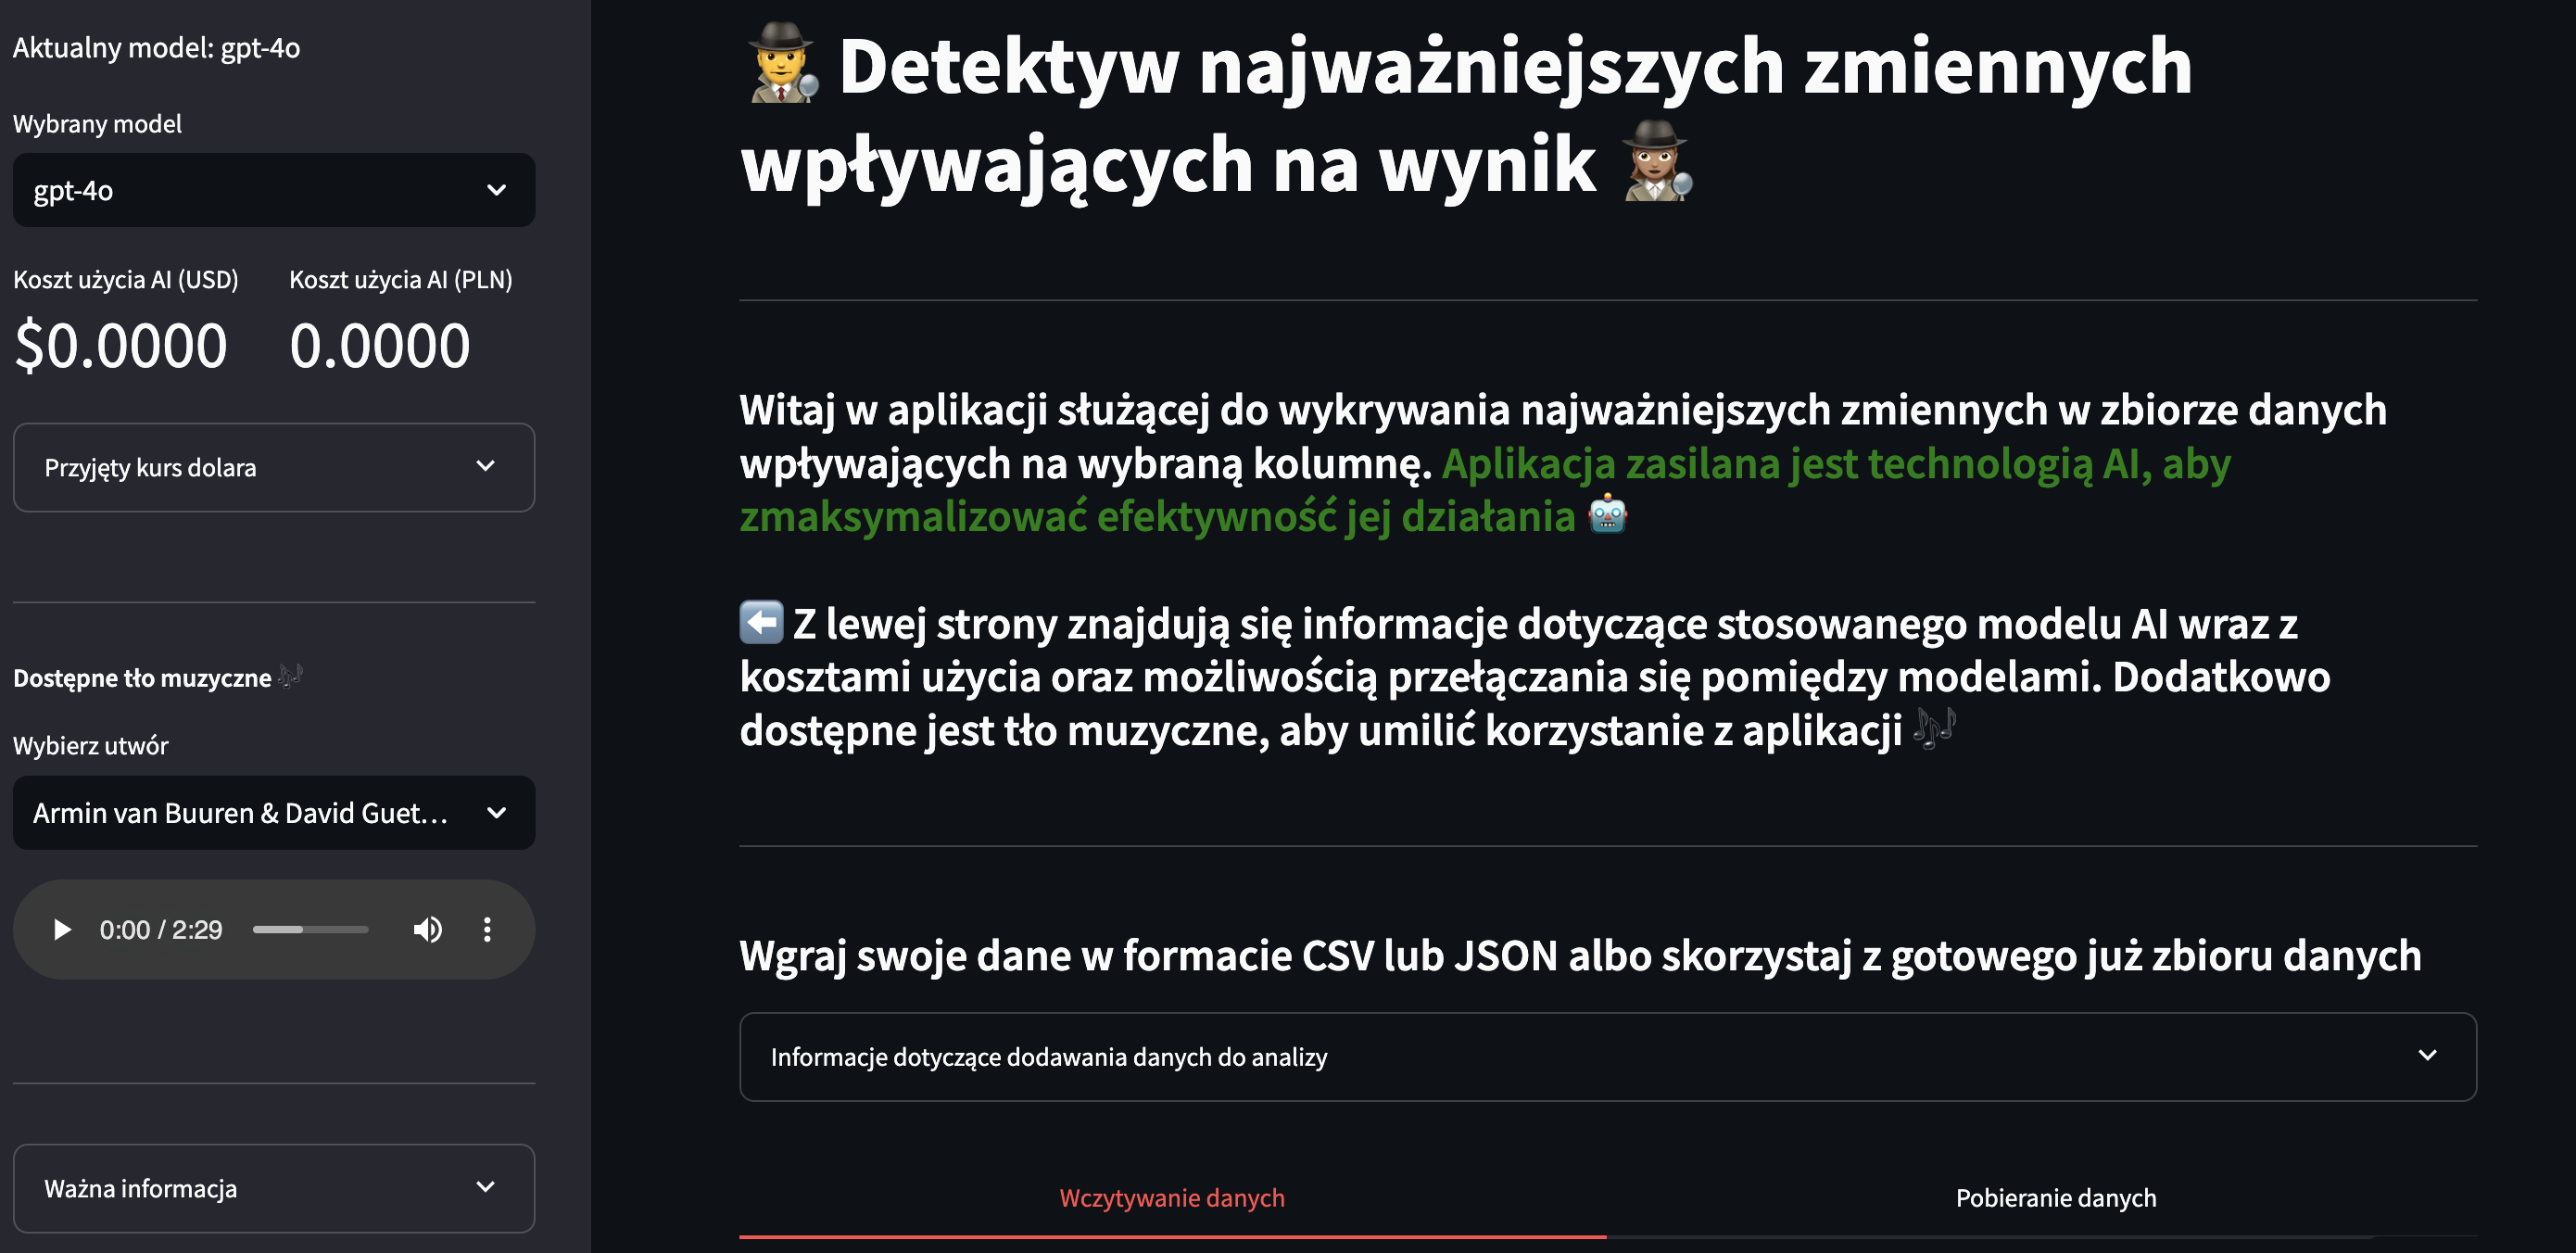 Aktualny model: gpt-4o
Wybrany model
gpt-4o
Koszt użycia AI (USD)
Koszt użycia AI (PLN)
$0.0000
0.0000
Przyjęty kurs dolara
Dostępne tło muzyczne 🎶
Wybierz utwór
Armin van Buuren & David Guet…
0:00 / 2:29
Ważna informacja
🕵️‍♂️ Detektyw najważniejszych zmiennych
wpływających na wynik 🕵🏽‍♀️
Witaj w aplikacji służącej do wykrywania najważniejszych zmiennych w zbiorze danych
wpływających na wybraną kolumnę. Aplikacja zasilana jest technologią AI, aby
zmaksymalizować efektywność jej działania 🤖
⬅️ Z lewej strony znajdują się informacje dotyczące stosowanego modelu AI wraz z
kosztami użycia oraz możliwością przełączania się pomiędzy modelami. Dodatkowo
dostępne jest tło muzyczne, aby umilić korzystanie z aplikacji 🎶
Wgraj swoje dane w formacie CSV lub JSON albo skorzystaj z gotowego już zbioru danych
Informacje dotyczące dodawania danych do analizy
Wczytywanie danych
Pobieranie danych